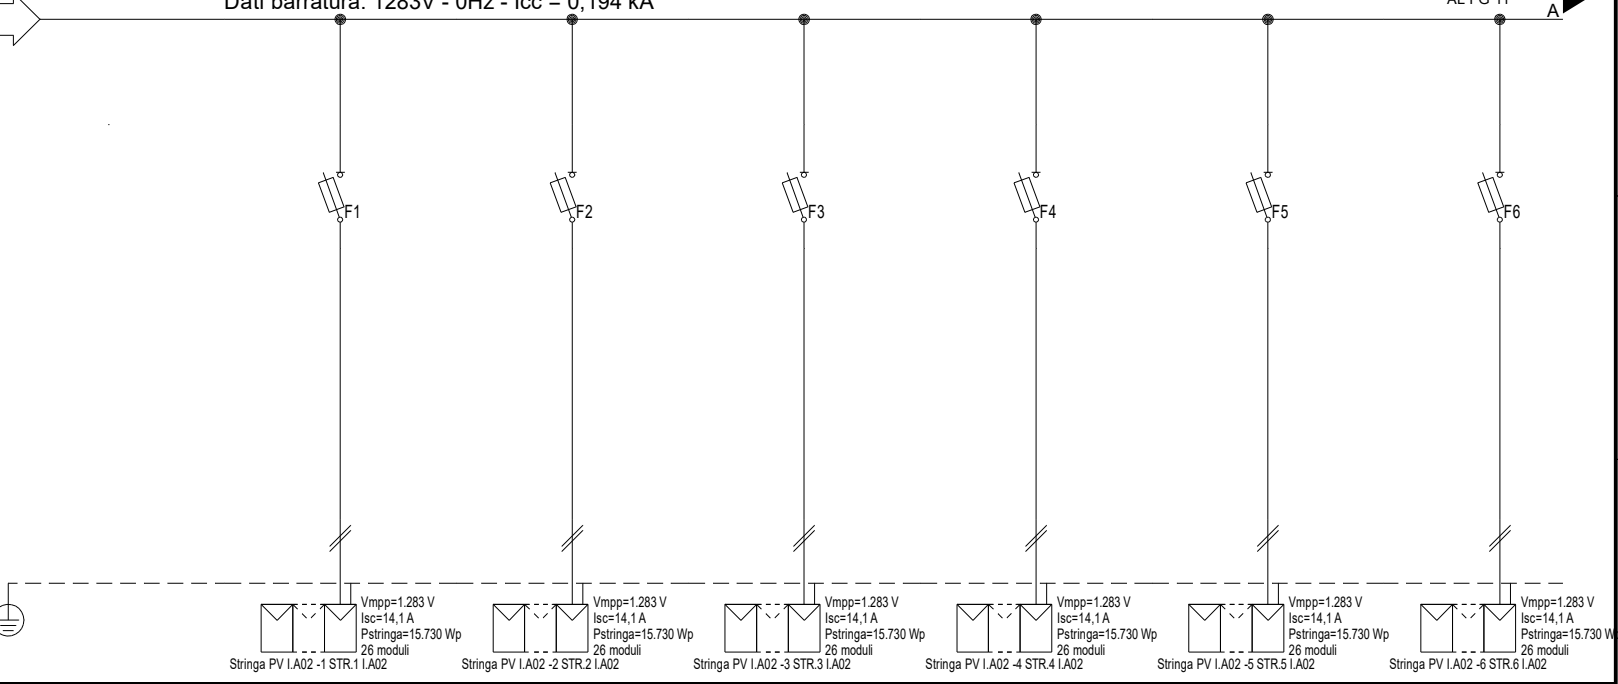 Dati barratura: 1283V - 0Hz - Icc = 0,194 kA
A
F1
F2
F3
F4
F5
F6
Vmpp=1.283 V
Isc=14,1 A
Pstringa=15.730 Wp
26 moduli
Stringa PV I.A02 -1 STR.1 I.A02
Vmpp=1.283 V
Isc=14,1 A
Pstringa=15.730 Wp
26 moduli
Stringa PV I.A02 -2 STR.2 I.A02
Vmpp=1.283 V
Isc=14,1 A
Pstringa=15.730 Wp
26 moduli
Stringa PV I.A02 -3 STR.3 I.A02
Vmpp=1.283 V
Isc=14,1 A
Pstringa=15.730 Wp
26 moduli
Stringa PV I.A02 -4 STR.4 I.A02
Vmpp=1.283 V
Isc=14,1 A
Pstringa=15.730 Wp
26 moduli
Stringa PV I.A02 -5 STR.5 I.A02
Vmpp=1.283 V
Isc=14,1 A
Pstringa=15.730 W
26 moduli
Stringa PV I.A02 -6 STR.6 I.A02